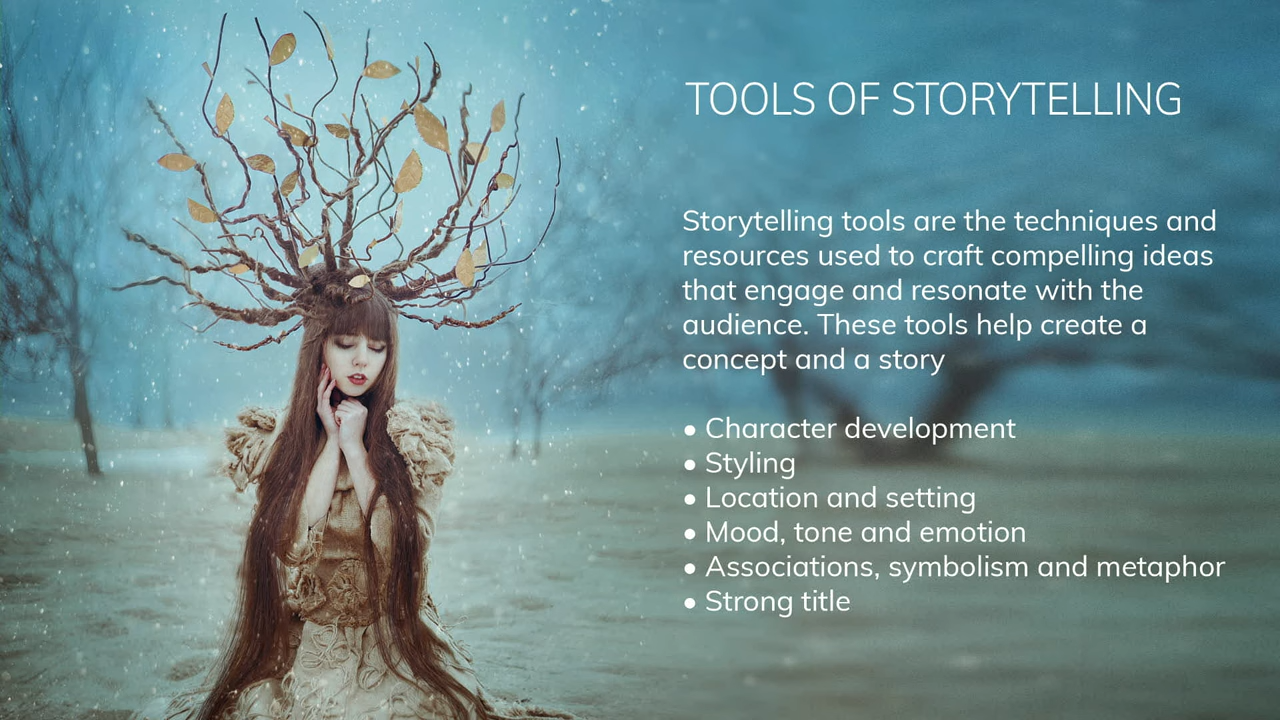 TOOLS OF STORYTELLING
Storytelling tools are the techniques and
resources used to craft compelling ideas
that engage and resonate with the
audience. These tools help create a
concept and a story
• Character development
• Styling
• Location and setting
• Mood, tone and emotion
• Associations, symbolism and metaphor
• Strong title